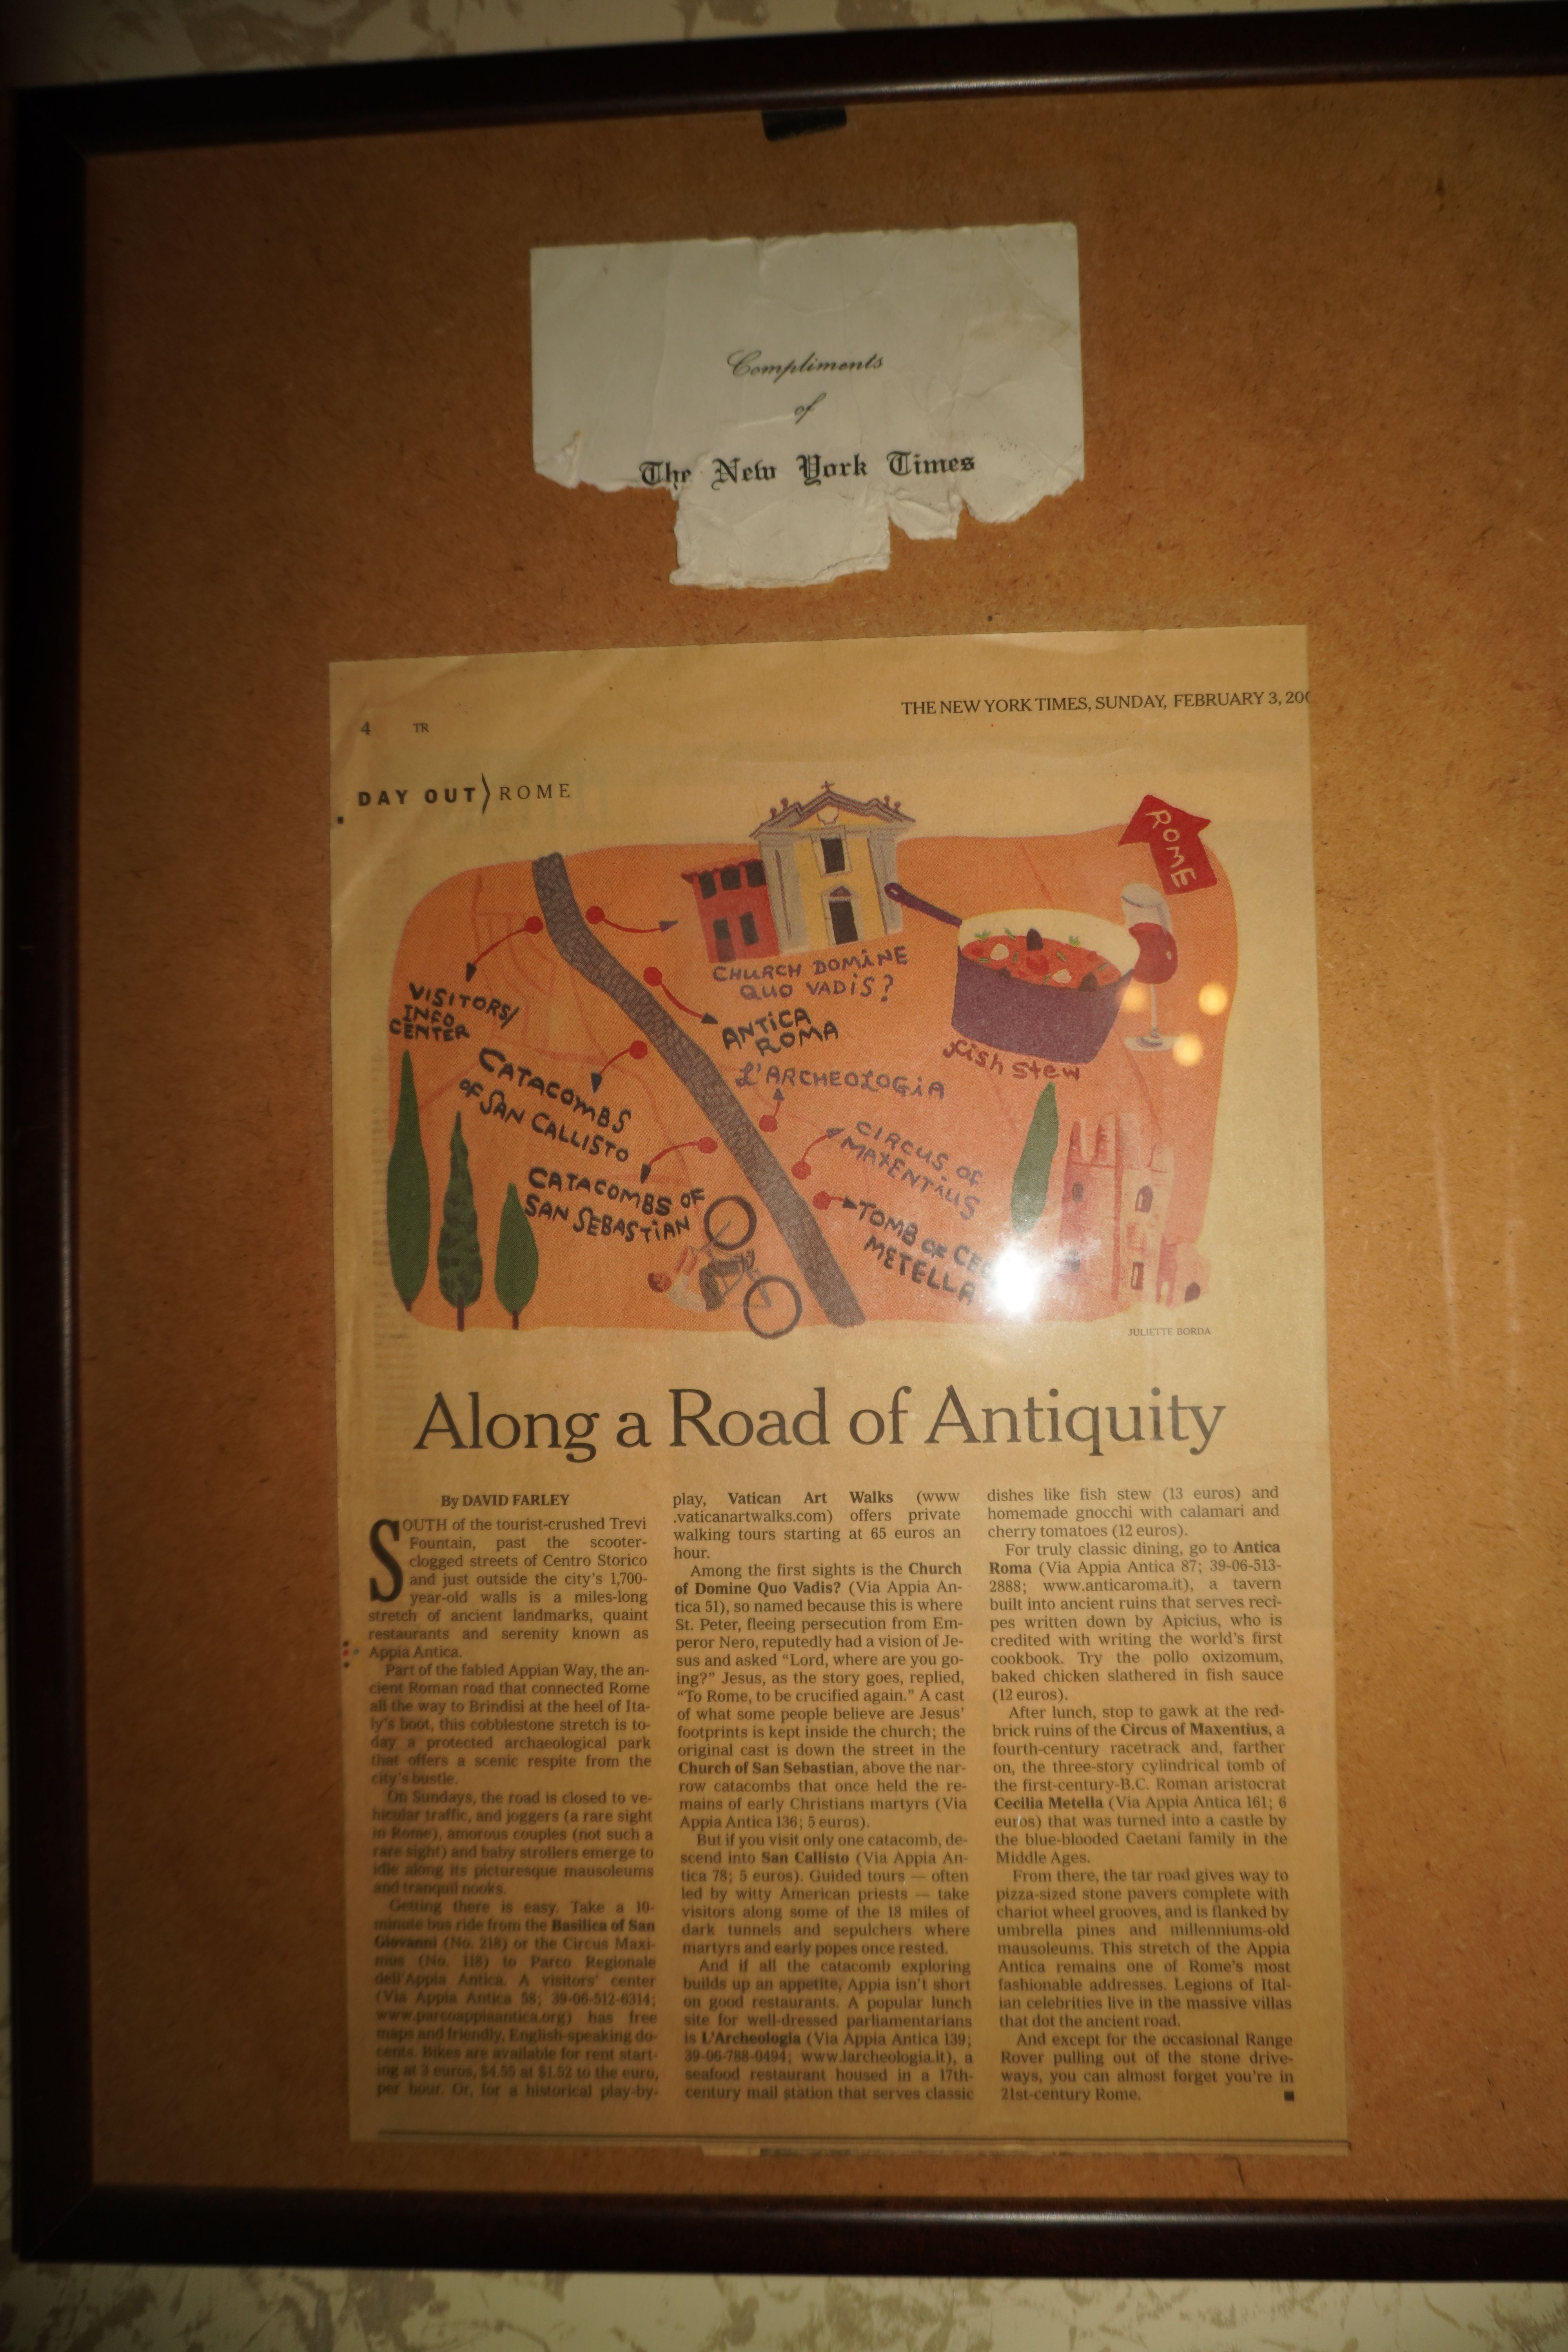 Compliments
of
The New York Times
4 TR
THE NEW YORK TIMES, SUNDAY, FEBRUARY 3, 200
DAY OUT ROME
ROME
CHURCH DOMINE
QUO VADIS?
VISITORS/
INFO
CENTER
ANTICA
ROMA
fish stew
CATACOMBS
OF SAN CALLISTO
L'ARCHEOLOGIA
CIRCUS OF
MAXENTIUS
CATACOMBS OF
SAN SEBASTIAN
TOMB OF
METELLA
JULIETTE BORDA
Along a Road of Antiquity
By DAVID FARLEY
SOUTH of the tourist-crushed Trevi
Fountain, past the scooter-
clogged streets of Centro Storico
and just outside the city's 1,700-
year-old walls is a miles-long
stretch of ancient landmarks, quaint
restaurants and serenity known as
Appia Antica.
Part of the fabled Appian Way, the an-
cient Roman road that connected Rome
all the way to Brindisi at the heel of Ita-
ly's boot, this cobblestone stretch is to-
day a protected archaeological park
that offers a scenic respite from the
city's bustle.
On Sundays, the road is closed to ve-
hicular traffic, and joggers (a rare sight
in Rome), amorous couples (not such a
rare sight) and baby strollers emerge to
idle along its picturesque mausoleums
and tranquil nooks.
Getting there is easy. Take a 10-
minute bus ride from the Basilica of San
Giovanni (No. 218) or the Circus Maxi-
mus (No. 118) to Parco Regionale
dell'Appia Antica. A visitors' center
(Via Appia Antica 58; 39-06-512-6314;
www.parcoappiaantica.org) has free
maps and friendly, English-speaking do-
cents. Bikes are available for rent start-
ing at 3 euros, $4.55 at $1.52 to the euro,
per hour. Or, for a historical play-by-
play, Vatican Art Walks (www
.vaticanartwalks.com) offers private
walking tours starting at 65 euros an
hour.
Among the first sights is the Church
of Domine Quo Vadis? (Via Appia An-
tica 51), so named because this is where
St. Peter, fleeing persecution from Em-
peror Nero, reputedly had a vision of Je-
sus and asked "Lord, where are you go-
ing?" Jesus, as the story goes, replied,
"To Rome, to be crucified again." A cast
of what some people believe are Jesus'
footprints is kept inside the church; the
original cast is down the street in the
Church of San Sebastian, above the nar-
row catacombs that once held the re-
mains of early Christians martyrs (Via
Appia Antica 136; 5 euros).
But if you visit only one catacomb, de-
scend into San Callisto (Via Appia An-
tica 78; 5 euros). Guided tours — often
led by witty American priests — take
visitors along some of the 18 miles of
dark tunnels and sepulchers where
martyrs and early popes once rested.
And if all the catacomb exploring
builds up an appetite, Appia isn't short
on good restaurants. A popular lunch
site for well-dressed parliamentarians
is L'Archeologia (Via Appia Antica 139;
39-06-788-0494; www.larcheologia.it), a
seafood restaurant housed in a 17th-
century mail station that serves classic
dishes like fish stew (13 euros) and
homemade gnocchi with calamari and
cherry tomatoes (12 euros).
For truly classic dining, go to Antica
Roma (Via Appia Antica 87; 39-06-513-
2888; www.anticaroma.it), a tavern
built into ancient ruins that serves reci-
pes written down by Apicius, who is
credited with writing the world's first
cookbook. Try the pollo oxizomum,
baked chicken slathered in fish sauce
(12 euros).
After lunch, stop to gawk at the red-
brick ruins of the Circus of Maxentius, a
fourth-century racetrack and, farther
on, the three-story cylindrical tomb of
the first-century-B.C. Roman aristocrat
Cecilia Metella (Via Appia Antica 161; 6
euros) that was turned into a castle by
the blue-blooded Caetani family in the
Middle Ages.
From there, the tar road gives way to
pizza-sized stone pavers complete with
chariot wheel grooves, and is flanked by
umbrella pines and millenniums-old
mausoleums. This stretch of the Appia
Antica remains one of Rome's most
fashionable addresses. Legions of Ital-
ian celebrities live in the massive villas
that dot the ancient road.
And except for the occasional Range
Rover pulling out of the stone drive-
ways, you can almost forget you're in
21st-century Rome.